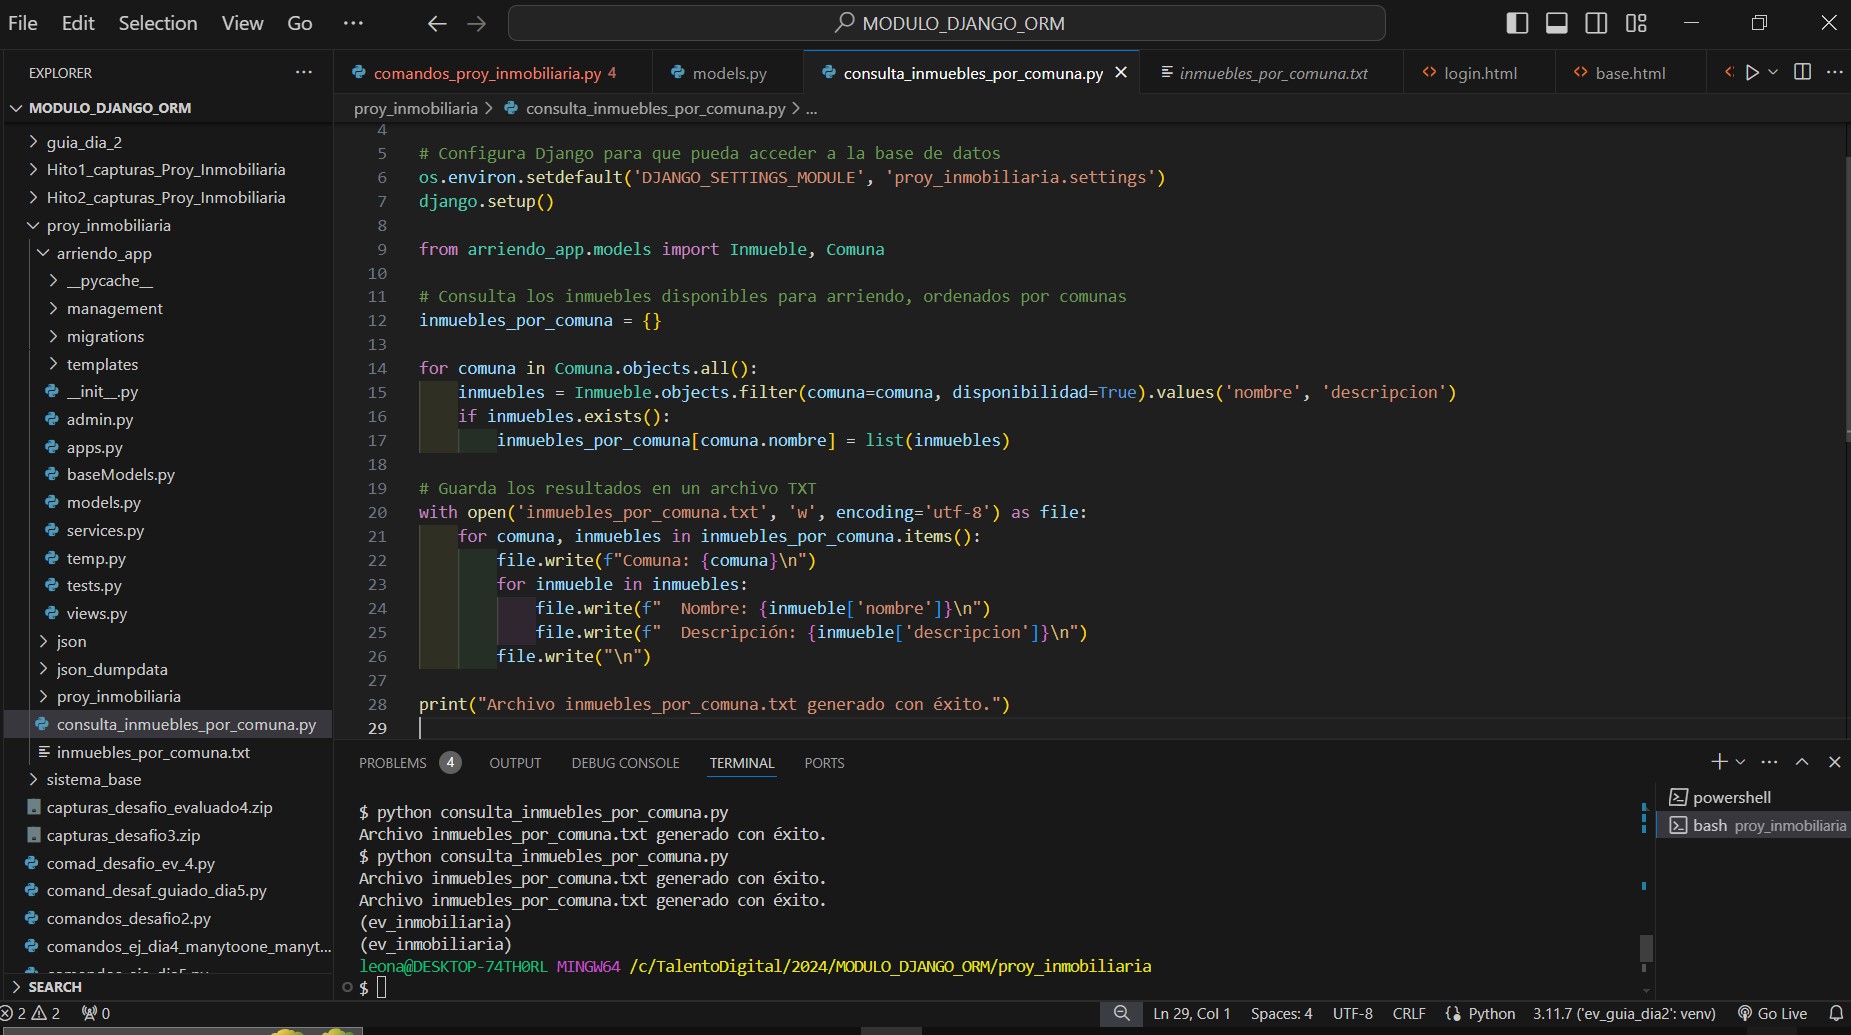 File Edit Selection View Go ··· MODULO_DJANGO_ORM
EXPLORER ···
comandos_proy_inmobiliaria.py 4 models.py consulta_inmuebles_por_comuna.py inmuebles_por_comuna.txt login.html base.html
proy_inmobiliaria > consulta_inmuebles_por_comuna.py > ...
MODULO_DJANGO_ORM
guia_dia_2
Hito1_capturas_Proy_Inmobiliaria
Hito2_capturas_Proy_Inmobiliaria
proy_inmobiliaria
arriendo_app
__pycache__
management
migrations
templates
__init__.py
admin.py
apps.py
baseModels.py
models.py
services.py
temp.py
tests.py
views.py
json
json_dumpdata
proy_inmobiliaria
consulta_inmuebles_por_comuna.py
inmuebles_por_comuna.txt
sistema_base
capturas_desafio_evaluado4.zip
capturas_desafio3.zip
comad_desafio_ev_4.py
comand_desaf_guiado_dia5.py
comandos_desafio2.py
comandos_ej_dia4_manytoone_manyt...
SEARCH
4
5 # Configura Django para que pueda acceder a la base de datos
6 os.environ.setdefault('DJANGO_SETTINGS_MODULE', 'proy_inmobiliaria.settings')
7 django.setup()
8
9 from arriendo_app.models import Inmueble, Comuna
10
11 # Consulta los inmuebles disponibles para arriendo, ordenados por comunas
12 inmuebles_por_comuna = {}
13
14 for comuna in Comuna.objects.all():
15 inmuebles = Inmueble.objects.filter(comuna=comuna, disponibilidad=True).values('nombre', 'descripcion')
16 if inmuebles.exists():
17 inmuebles_por_comuna[comuna.nombre] = list(inmuebles)
18
19 # Guarda los resultados en un archivo TXT
20 with open('inmuebles_por_comuna.txt', 'w', encoding='utf-8') as file:
21 for comuna, inmuebles in inmuebles_por_comuna.items():
22 file.write(f"Comuna: {comuna}\n")
23 for inmueble in inmuebles:
24 file.write(f"  Nombre: {inmueble['nombre']}\n")
25 file.write(f"  Descripción: {inmueble['descripcion']}\n")
26 file.write("\n")
27
28 print("Archivo inmuebles_por_comuna.txt generado con éxito.")
29
PROBLEMS 4 OUTPUT DEBUG CONSOLE TERMINAL PORTS
$ python consulta_inmuebles_por_comuna.py
Archivo inmuebles_por_comuna.txt generado con éxito.
$ python consulta_inmuebles_por_comuna.py
Archivo inmuebles_por_comuna.txt generado con éxito.
Archivo inmuebles_por_comuna.txt generado con éxito.
(ev_inmobiliaria)
(ev_inmobiliaria)
leona@DESKTOP-74TH0RL MINGW64 /c/TalentoDigital/2024/MODULO_DJANGO_ORM/proy_inmobiliaria
$
powershell
bash proy_inmobiliaria
2 2 0 Ln 29, Col 1 Spaces: 4 UTF-8 CRLF Python 3.11.7 ('ev_guia_dia2': venv) Go Live